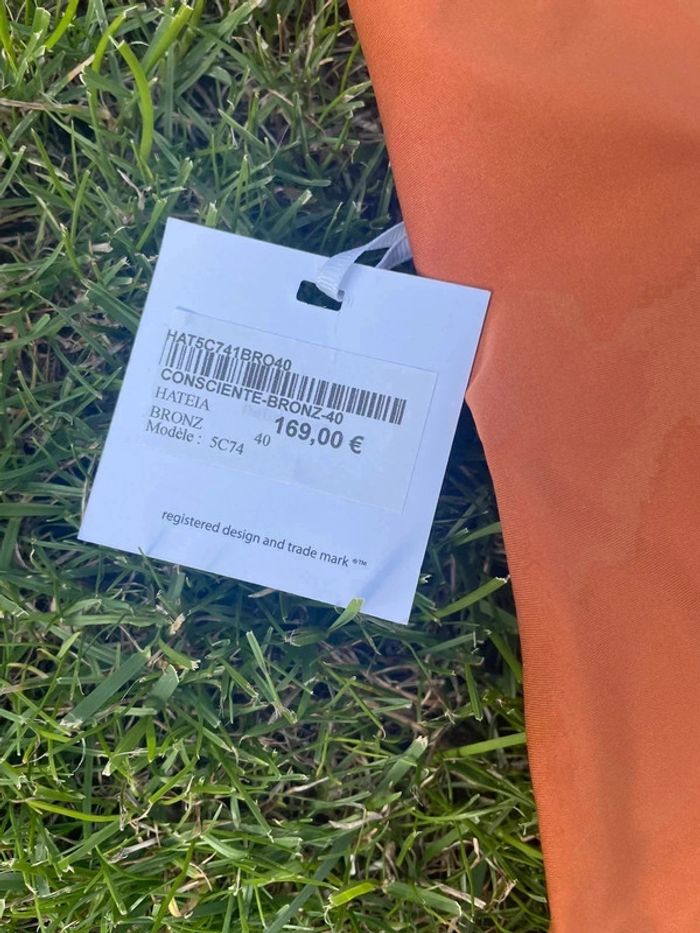 HAT5C741BRO40
CONSCIENTE-BRONZ-40
HATEIA
BRONZ 40 169,00 €
Modèle : 5C74
registered design and trade mark ®™